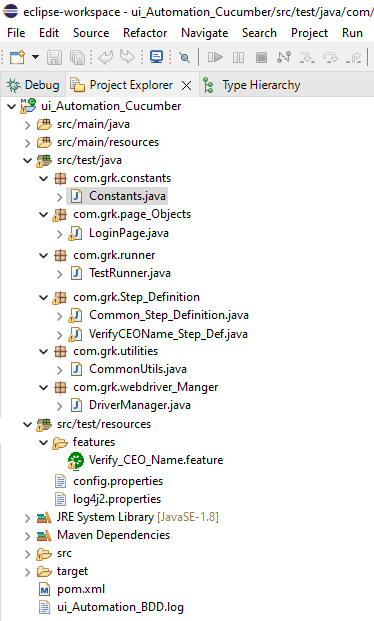 eclipse-workspace - ui_Automation_Cucumber/src/test/java/com/
File Edit Source Refactor Navigate Search Project Run
Debug Project Explorer Type Hierarchy
ui_Automation_Cucumber
src/main/java
src/main/resources
src/test/java
com.grk.constants
Constants.java
com.grk.page_Objects
LoginPage.java
com.grk.runner
TestRunner.java
com.grk.Step_Definition
Common_Step_Definition.java
VerifyCEOName_Step_Def.java
com.grk.utilities
CommonUtils.java
com.grk.webdriver_Manger
DriverManager.java
src/test/resources
features
Verify_CEO_Name.feature
config.properties
log4j2.properties
JRE System Library [JavaSE-1.8]
Maven Dependencies
src
target
pom.xml
ui_Automation_BDD.log